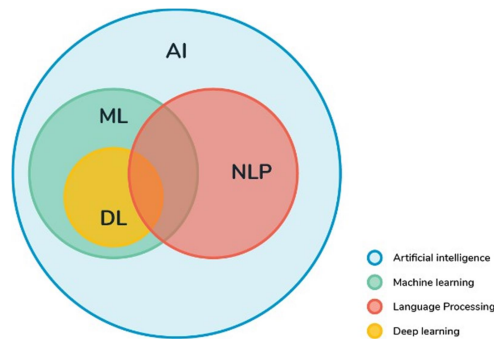 AI
ML
NLP
DL
Artificial intelligence
Machine learning
Language Processing
Deep learning